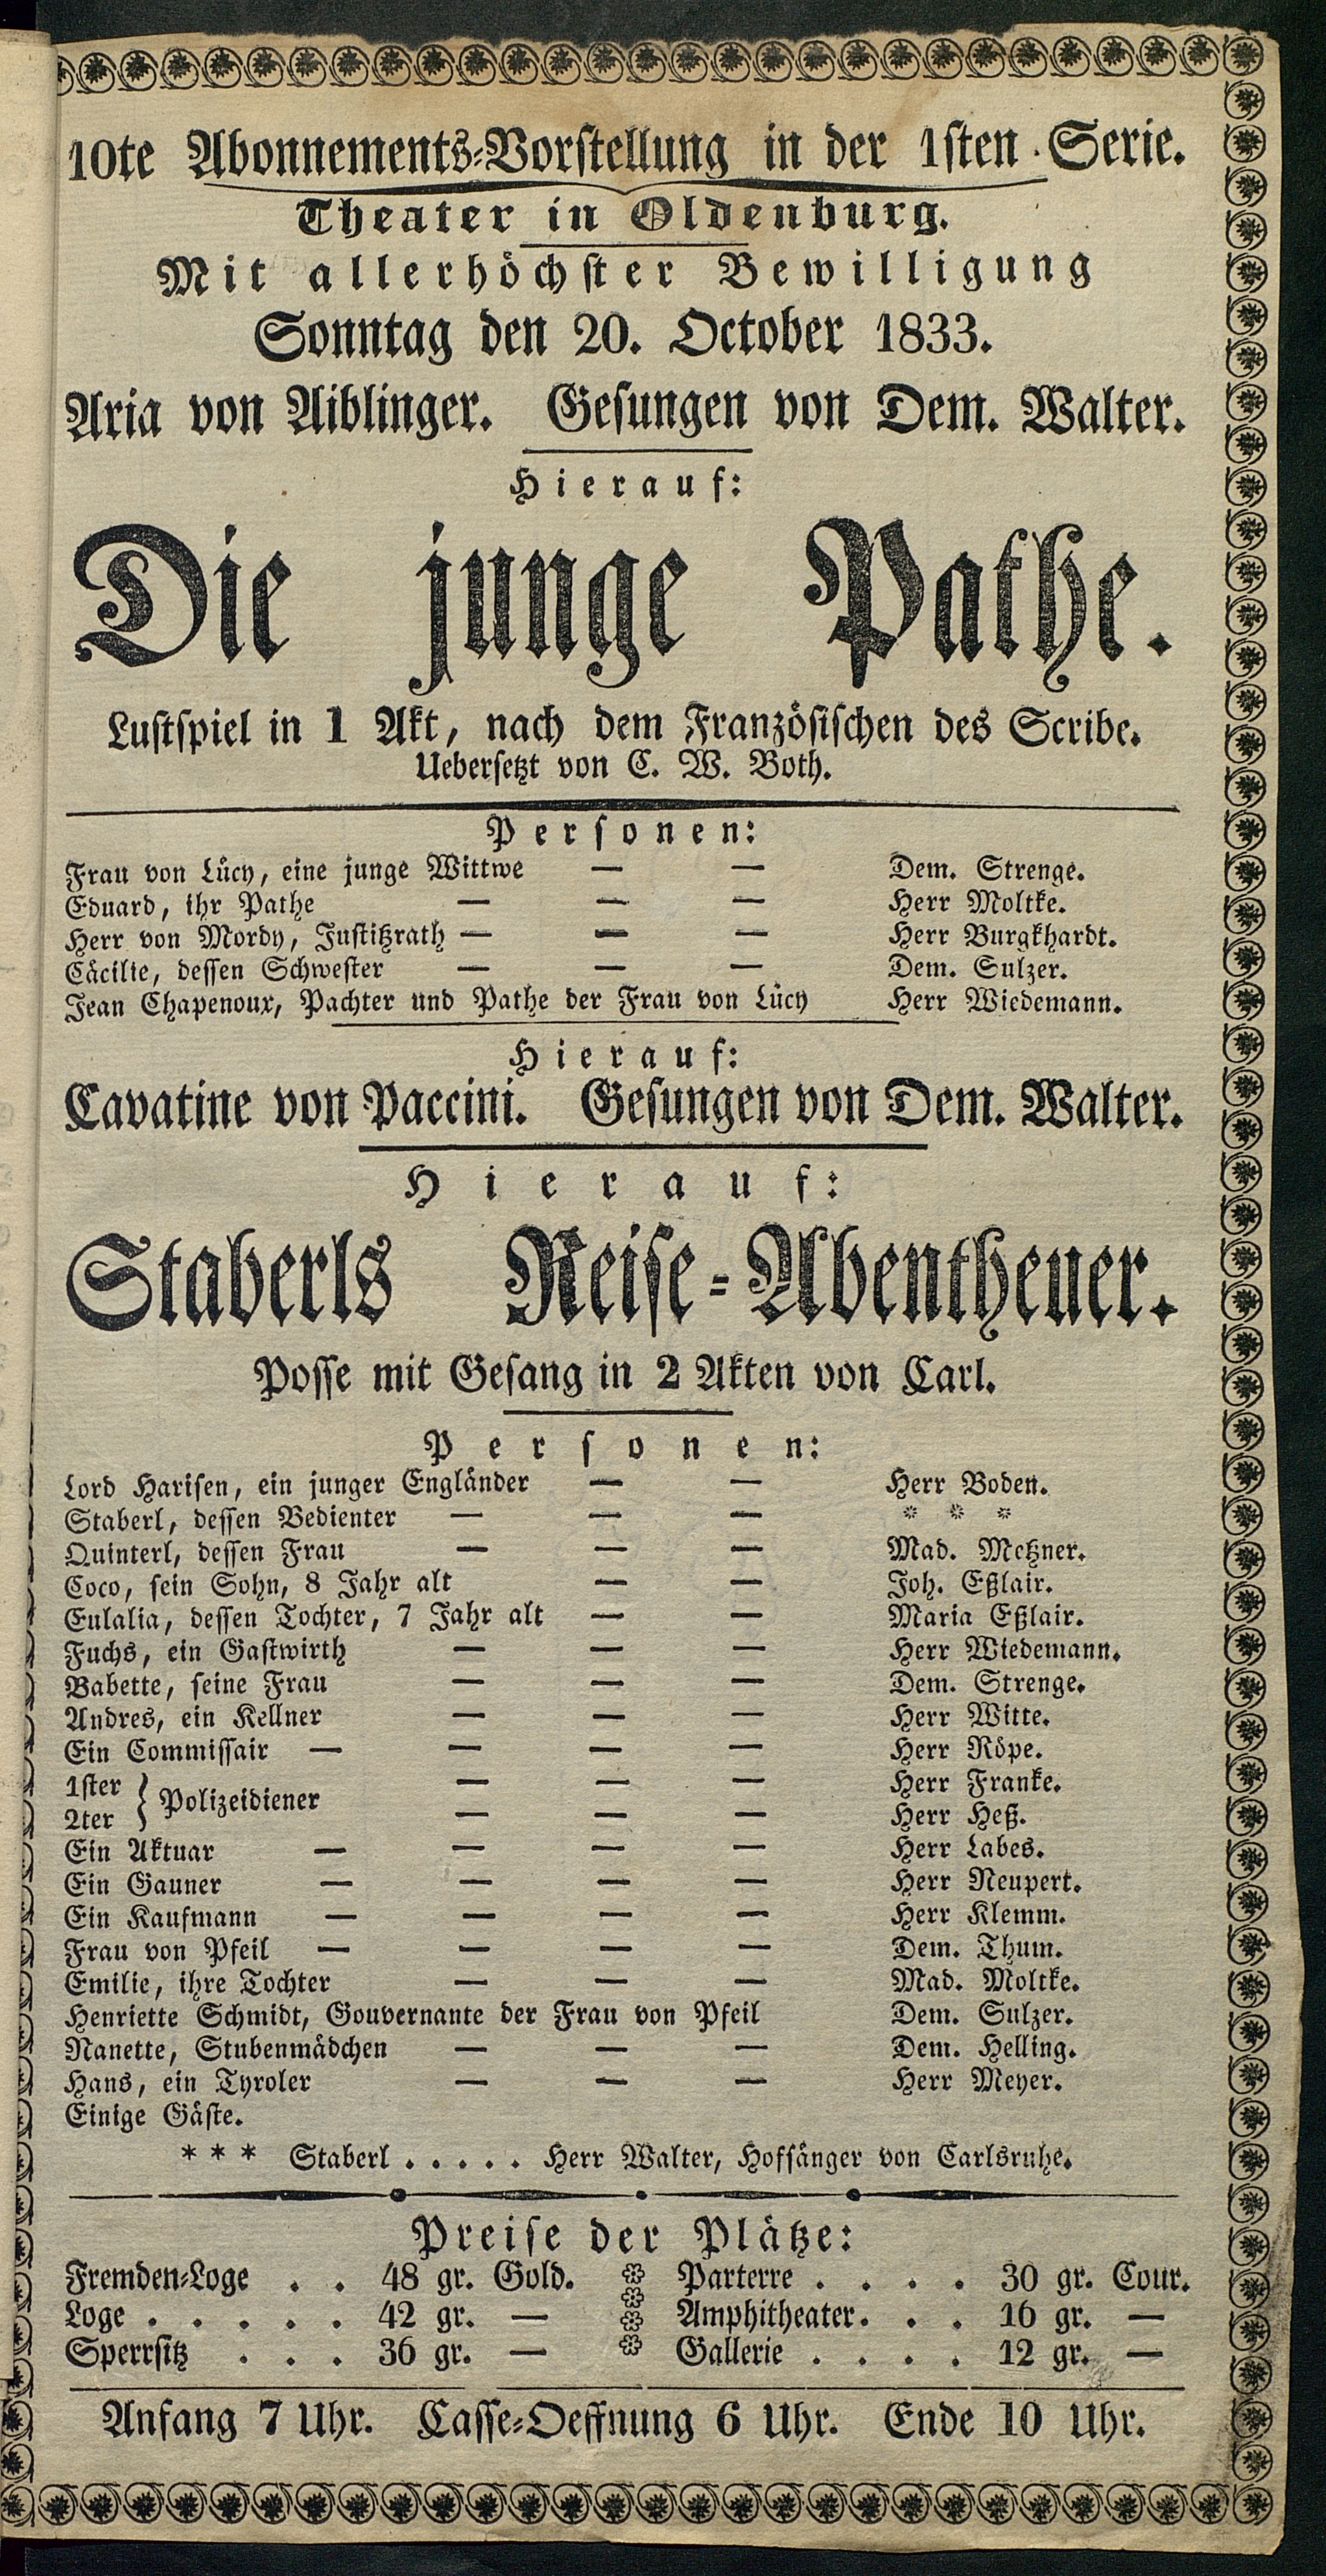 10te Abonnements-Vorstellung in der 1sten Serie.
Theater in Oldenburg.
Mit allerhöchster Bewilligung
Sonntag den 20. October 1833.
Aria von Aiblinger. Gesungen von Dem. Walter.
Hierauf:
Die junge Pathe.
Lustspiel in 1 Akt, nach dem Französischen des Scribe.
Uebersetzt von C. W. Both.
Personen:
Frau von Lücy, eine junge Wittwe — — Dem. Strenge.
Eduard, ihr Pathe — — — Herr Moltke.
Herr von Mordy, Justitzrath — — — Herr Burgkhardt.
Cäcilie, dessen Schwester — — — Dem. Sulzer.
Jean Chapenoux, Pachter und Pathe der Frau von Lücy Herr Wiedemann.
Hierauf:
Cavatine von Paccini. Gesungen von Dem. Walter.
Hierauf:
Staberls Reise-Abentheuer.
Posse mit Gesang in 2 Akten von Carl.
Personen:
Lord Harisen, ein junger Engländer — — Herr Boden.
Staberl, dessen Bedienter — — — * * *
Quinterl, dessen Frau — — — Mad. Metzner.
Coco, sein Sohn, 8 Jahr alt — — Joh. Eßlair.
Eulalia, dessen Tochter, 7 Jahr alt — — Maria Eßlair.
Fuchs, ein Gastwirth — — — Herr Wiedemann.
Babette, seine Frau — — — Dem. Strenge.
Andres, ein Kellner — — — Herr Witte.
Ein Commissair — — — — Herr Röpe.
1ster } Polizeidiener — — — Herr Franke.
2ter — — — Herr Heß.
Ein Aktuar — — — — Herr Labes.
Ein Gauner — — — — Herr Neupert.
Ein Kaufmann — — — — Herr Klemm.
Frau von Pfeil — — — — Dem. Thum.
Emilie, ihre Tochter — — — Mad. Moltke.
Henriette Schmidt, Gouvernante der Frau von Pfeil Dem. Sulzer.
Nanette, Stubenmädchen — — — Dem. Helling.
Hans, ein Tyroler — — — Herr Meyer.
Einige Gäste.
* * * Staberl . . . . . Herr Walter, Hofsänger von Carlsruhe.
Preise der Plätze:
Fremden-Loge . . 48 gr. Gold. Parterre . . . . 30 gr. Cour.
Loge . . . . . 42 gr. — Amphitheater. . . 16 gr. —
Sperrsitz . . . 36 gr. — Gallerie . . . . 12 gr. —
Anfang 7 Uhr. Casse-Oeffnung 6 Uhr. Ende 10 Uhr.